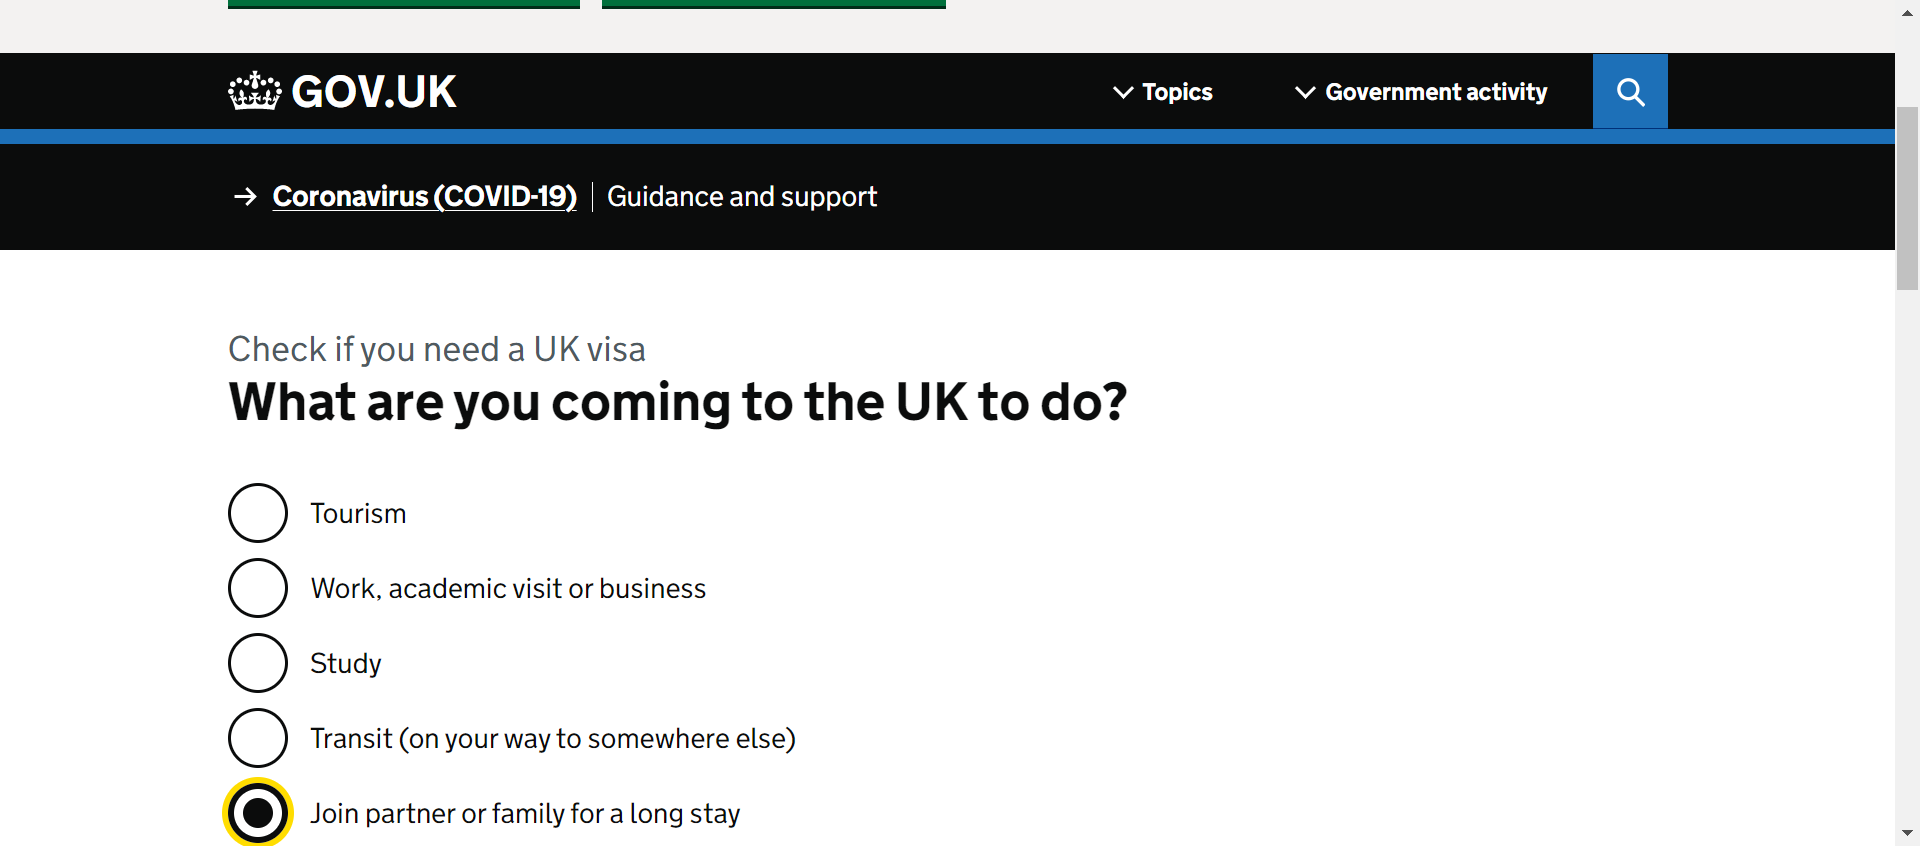 GOV.UK
Topics
Government activity
Coronavirus (COVID-19)
Guidance and support
Check if you need a UK visa
What are you coming to the UK to do?
Tourism
Work, academic visit or business
Study
Transit (on your way to somewhere else)
Join partner or family for a long stay